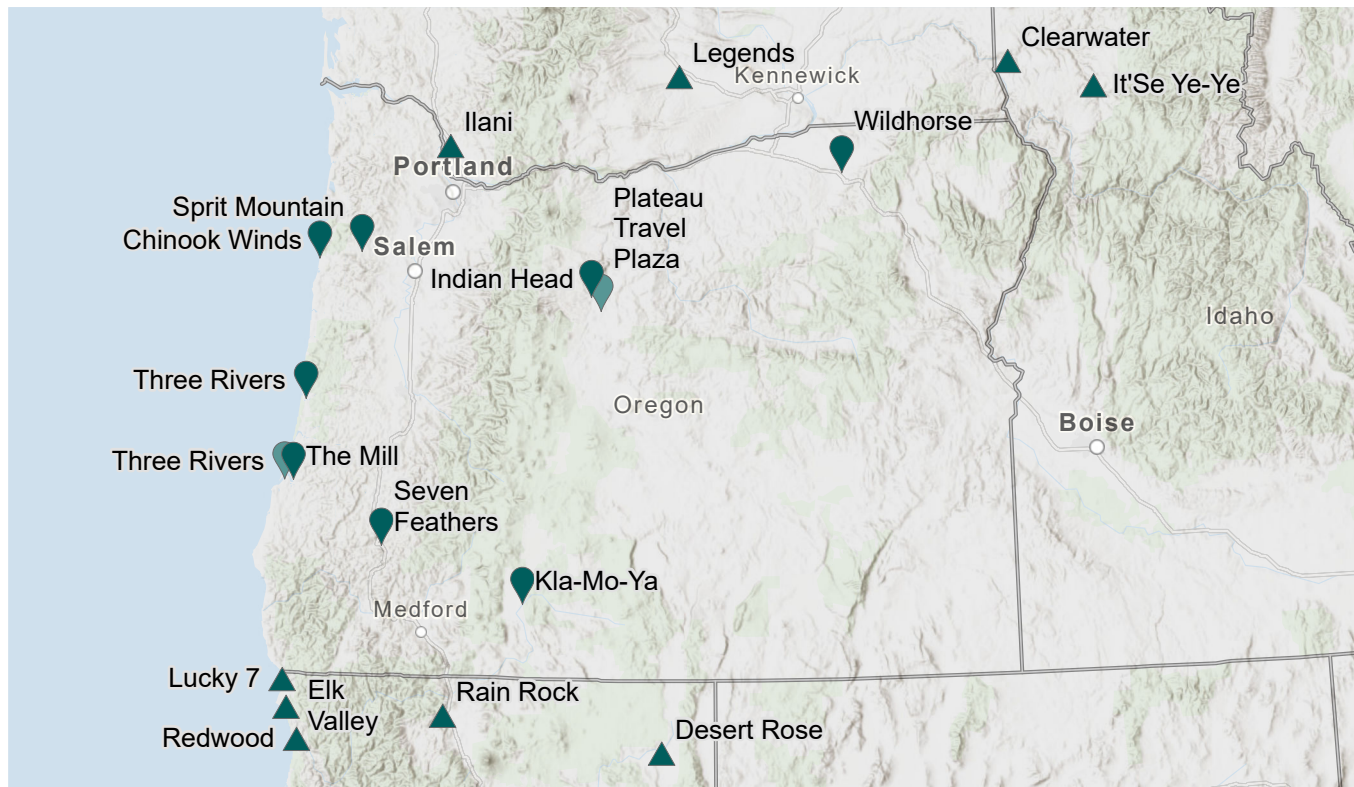 Clearwater
Legends
Kennewick
It'Se Ye-Ye
Ilani
Wildhorse
Portland
Plateau
Travel
Plaza
Sprit Mountain
Chinook Winds
Salem
Indian Head
Idaho
Three Rivers
Oregon
Boise
Three Rivers
The Mill
Seven
Feathers
Kla-Mo-Ya
Medford
Lucky 7
Elk
Valley
Rain Rock
Redwood
Desert Rose